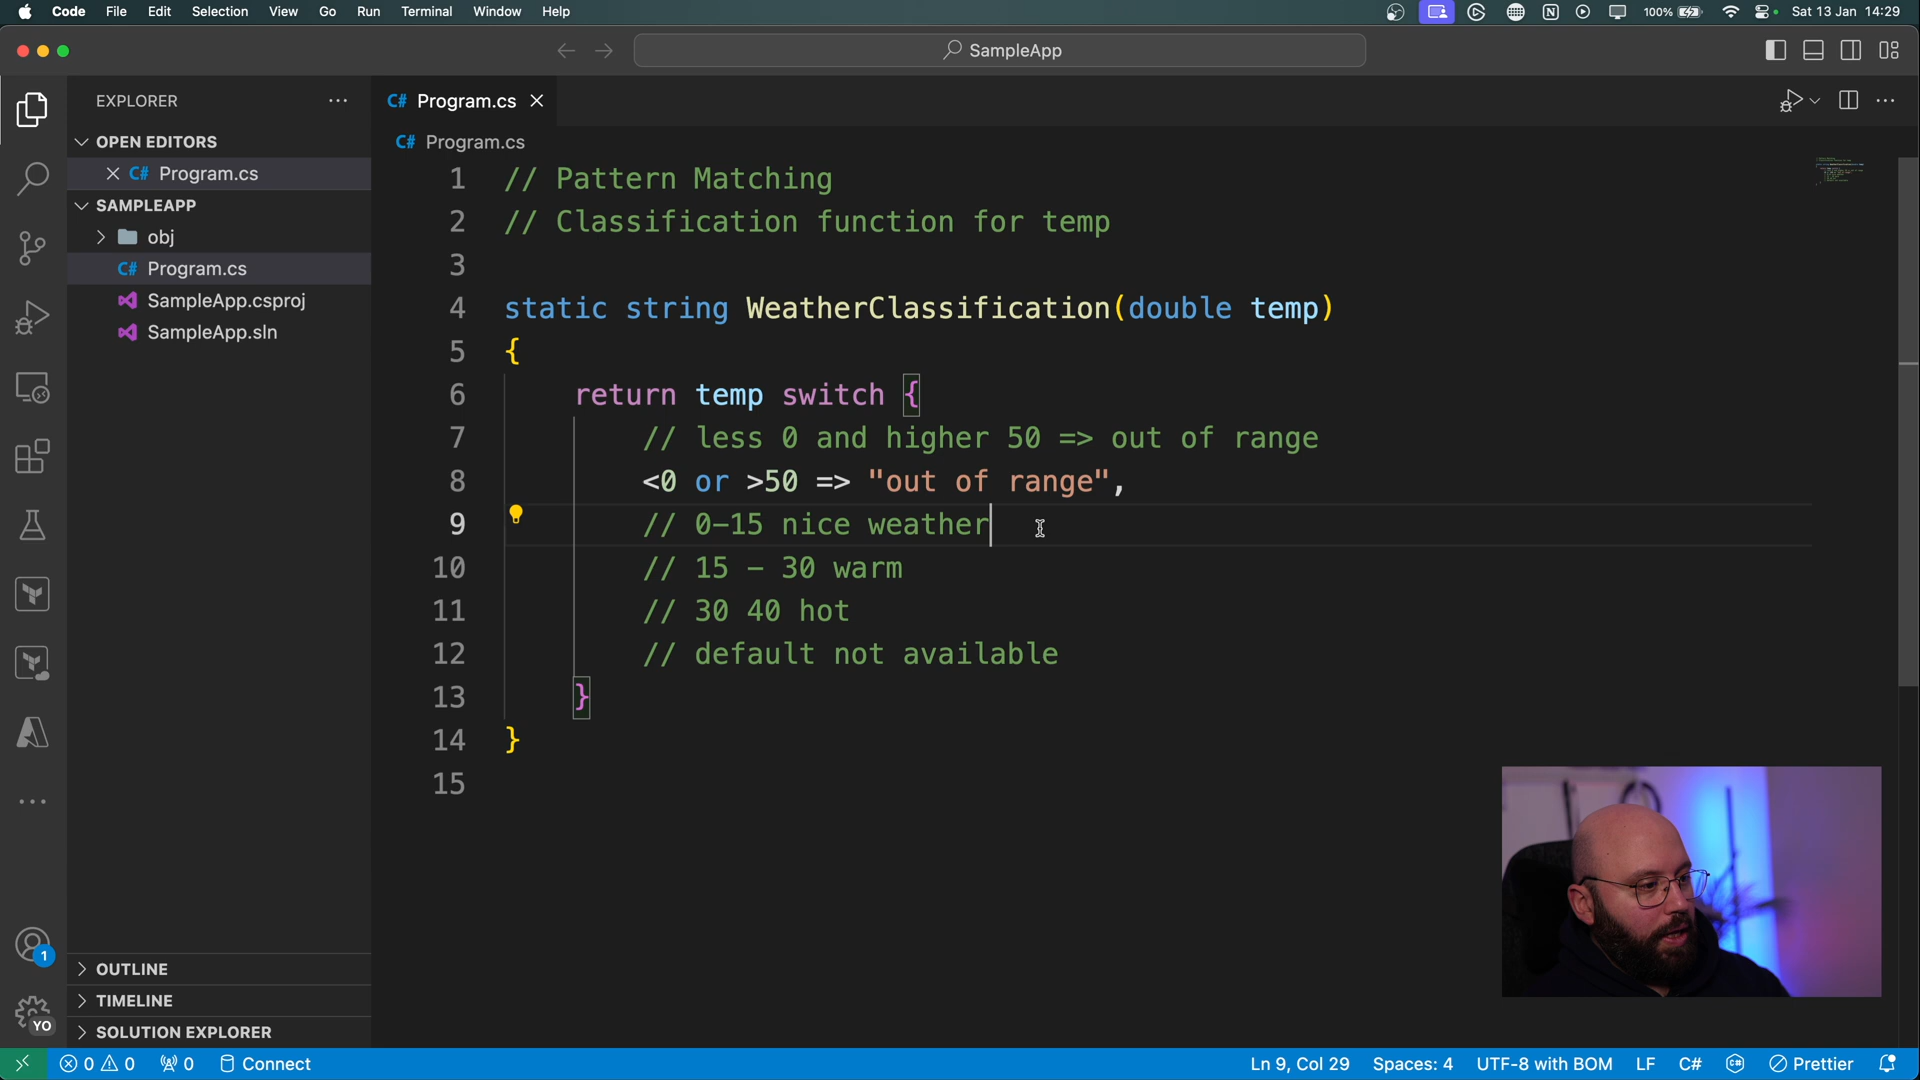 Code File Edit Selection View Go Run Terminal Window Help 100% Sat 13 Jan 14:29
SampleApp
EXPLORER
OPEN EDITORS
C# Program.cs
SAMPLEAPP
obj
C# Program.cs
SampleApp.csproj
SampleApp.sln
OUTLINE
TIMELINE
SOLUTION EXPLORER
1
YO
C# Program.cs
C# Program.cs
1 // Pattern Matching
2 // Classification function for temp
3
4 static string WeatherClassification(double temp)
5 {
6 return temp switch {
7 // less 0 and higher 50 => out of range
8 <0 or >50 => "out of range",
9 // 0-15 nice weather
10 // 15 - 30 warm
11 // 30 40 hot
12 // default not available
13 }
14 }
15
0 0 0 Connect Ln 9, Col 29 Spaces: 4 UTF-8 with BOM LF C# Prettier